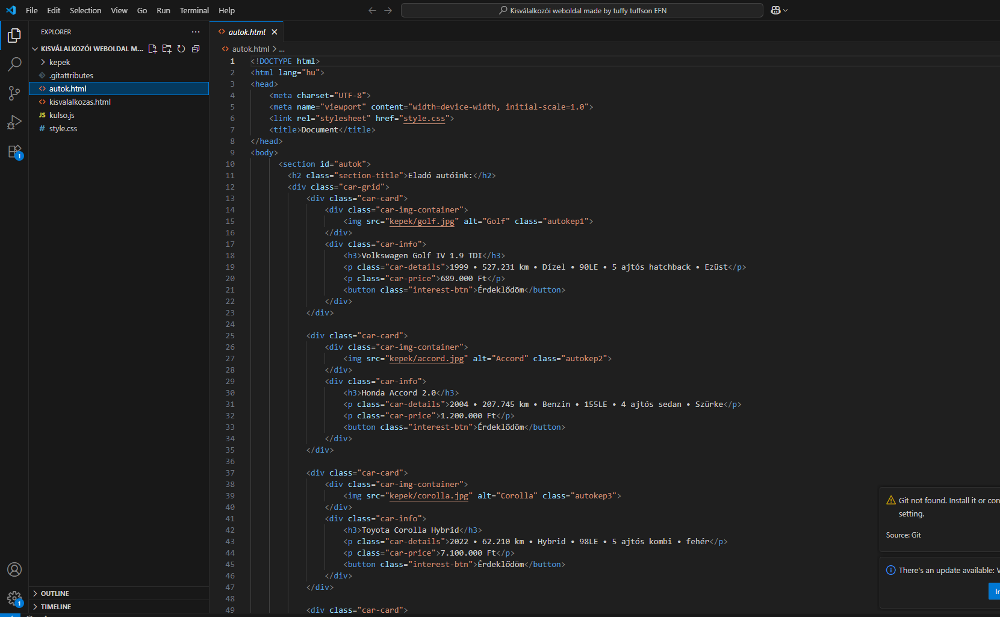 File Edit Selection View Go Run Terminal Help
Kisválalkozói weboldal made by tuffy tuffson EFN
EXPLORER
KISVÁLALKOZÓI WEBOLDAL M...
kepek
.gitattributes
autok.html
kisvalalkozas.html
JS kulso.js
# style.css
1
OUTLINE
1
TIMELINE
autok.html
autok.html > ...
1 <!DOCTYPE html>
2 <html lang="hu">
3 <head>
4 <meta charset="UTF-8">
5 <meta name="viewport" content="width=device-width, initial-scale=1.0">
6 <link rel="stylesheet" href="style.css">
7 <title>Document</title>
8 </head>
9 <body>
10 <section id="autok">
11 <h2 class="section-title">Eladó autóink:</h2>
12 <div class="car-grid">
13 <div class="car-card">
14 <div class="car-img-container">
15 <img src="kepek/golf.jpg" alt="Golf" class="autokep1">
16 </div>
17 <div class="car-info">
18 <h3>Volkswagen Golf IV 1.9 TDI</h3>
19 <p class="car-details">1999 • 527.231 km • Dízel • 90LE • 5 ajtós hatchback • Ezüst</p>
20 <p class="car-price">689.000 Ft</p>
21 <button class="interest-btn">Érdeklődöm</button>
22 </div>
23 </div>
24
25 <div class="car-card">
26 <div class="car-img-container">
27 <img src="kepek/accord.jpg" alt="Accord" class="autokep2">
28 </div>
29 <div class="car-info">
30 <h3>Honda Accord 2.0</h3>
31 <p class="car-details">2004 • 207.745 km • Benzin • 155LE • 4 ajtós sedan • Szürke</p>
32 <p class="car-price">1.200.000 Ft</p>
33 <button class="interest-btn">Érdeklődöm</button>
34 </div>
35 </div>
36
37 <div class="car-card">
38 <div class="car-img-container">
39 <img src="kepek/corolla.jpg" alt="Corolla" class="autokep3">
40 </div>
41 <div class="car-info">
42 <h3>Toyota Corolla Hybrid</h3>
43 <p class="car-details">2022 • 62.210 km • Hybrid • 98LE • 5 ajtós kombi • fehér</p>
44 <p class="car-price">7.100.000 Ft</p>
45 <button class="interest-btn">Érdeklődöm</button>
46 </div>
47 </div>
48
49 <div class="car-card">
Git not found. Install it or
setting.
Source: Git
There's an update available: